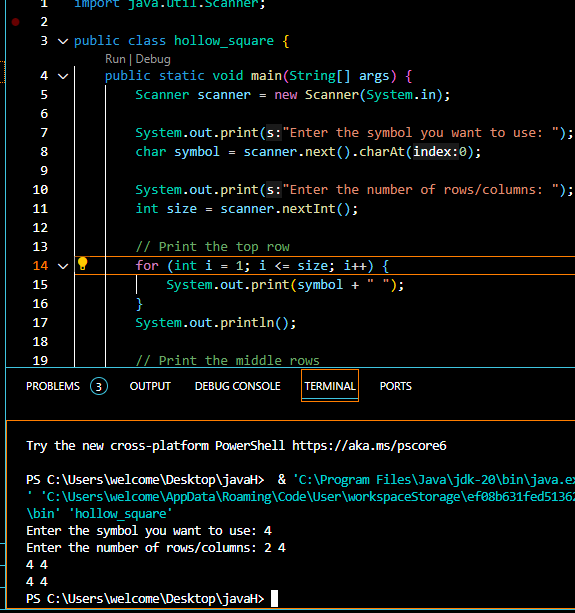 1 import java.util.Scanner;
2
3 public class hollow_square {
Run | Debug
4 public static void main(String[] args) {
5 Scanner scanner = new Scanner(System.in);
6
7 System.out.print(s:"Enter the symbol you want to use: ");
8 char symbol = scanner.next().charAt(index:0);
9
10 System.out.print(s:"Enter the number of rows/columns: ");
11 int size = scanner.nextInt();
12
13 // Print the top row
14 for (int i = 1; i <= size; i++) {
15 System.out.print(symbol + " ");
16 }
17 System.out.println();
18
19 // Print the middle rows
PROBLEMS 3 OUTPUT DEBUG CONSOLE TERMINAL PORTS
Try the new cross-platform PowerShell https://aka.ms/pscore6
PS C:\Users\welcome\Desktop\javaH> & 'C:\Program Files\Java\jdk-20\bin\java.ex
' 'C:\Users\welcome\AppData\Roaming\Code\User\workspaceStorage\ef08b631fed51362
\bin' 'hollow_square'
Enter the symbol you want to use: 4
Enter the number of rows/columns: 2 4
4 4
4 4
PS C:\Users\welcome\Desktop\javaH>